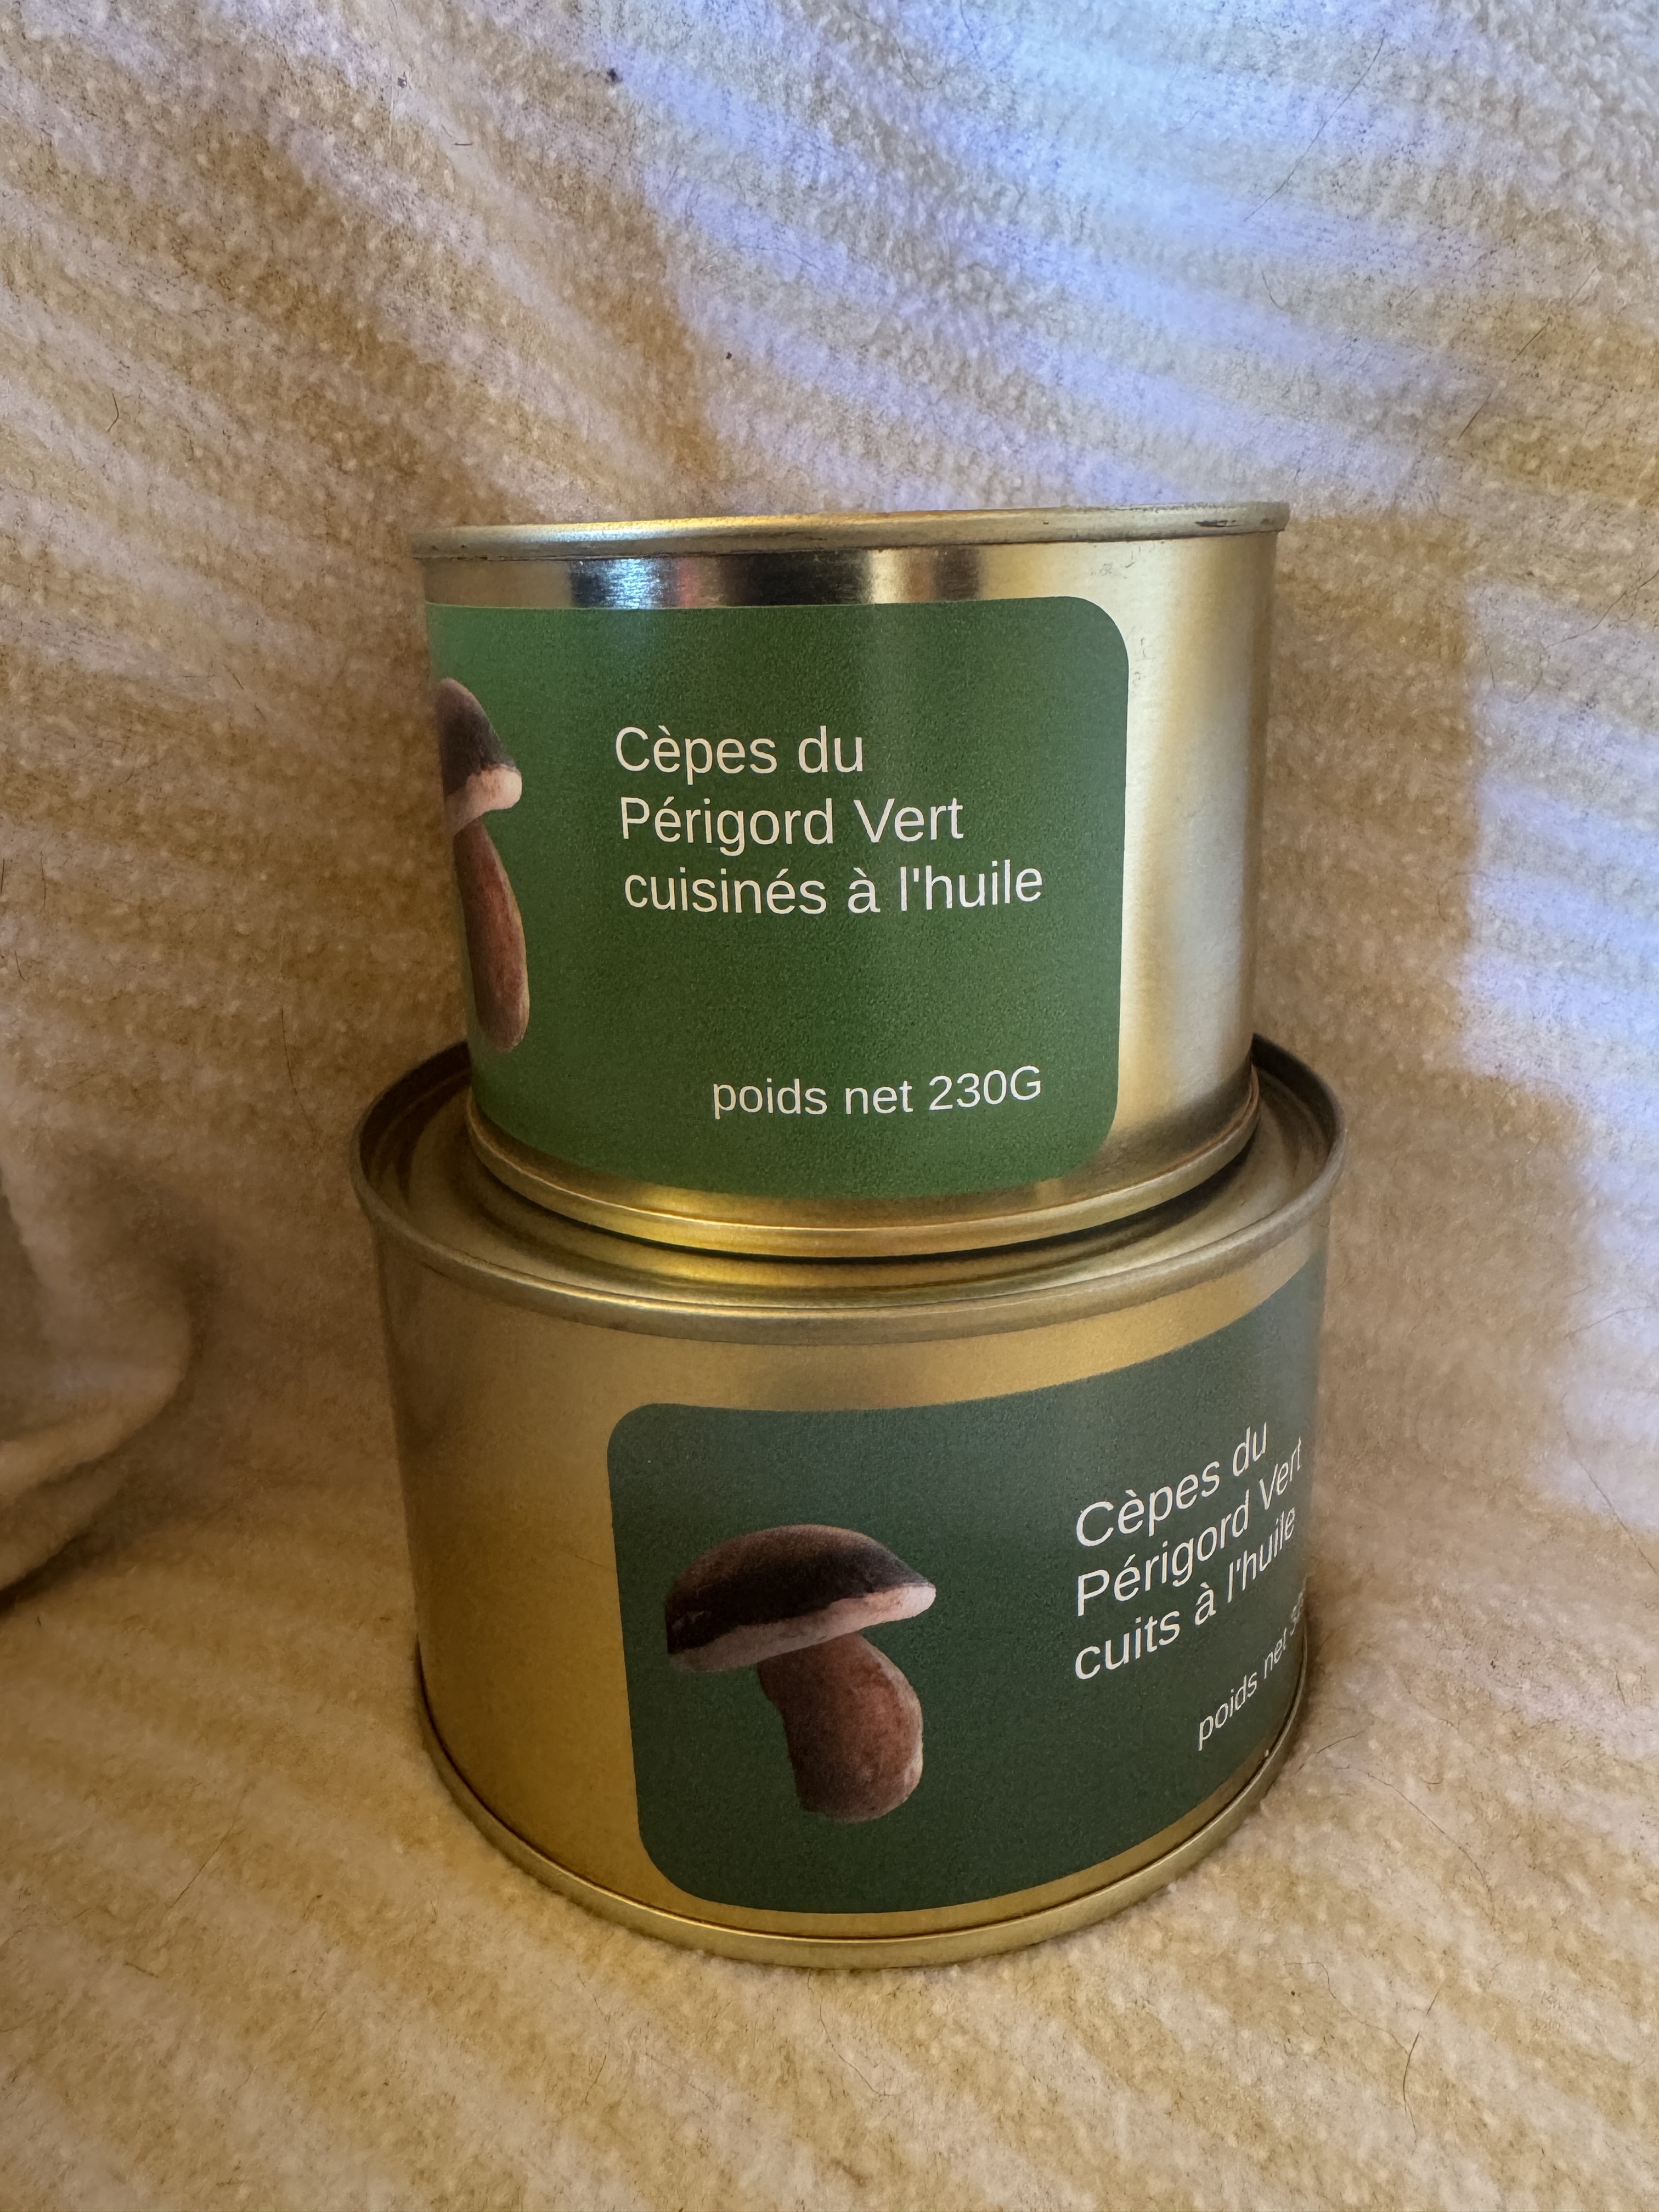 Cèpes du
Périgord Vert
cuisinés à l'huile
poids net 230G
Cèpes du
Périgord Vert
cuits à l'huile
poids net